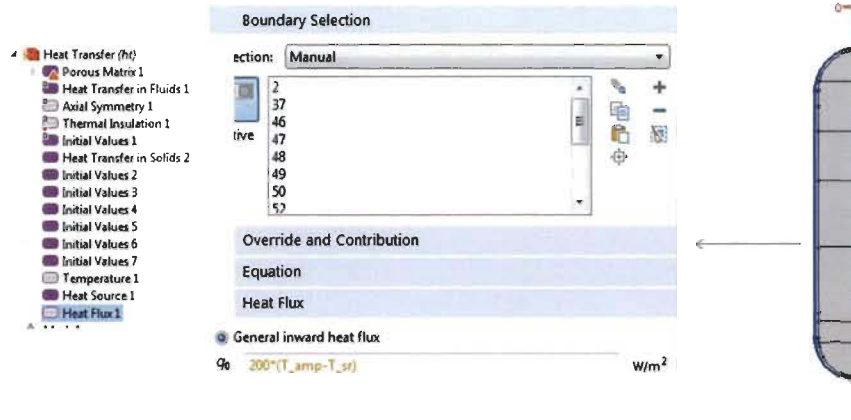 Boundary Selection
Heat Transfer (ht)
Porous Matrix 1
Heat Transfer in Fluids 1
Axial Symmetry 1
Thermal Insulation 1
Initial Values 1
Heat Transfer in Solids 2
Initial Values 2
Initial Values 3
Initial Values 4
Initial Values 5
Initial Values 6
Initial Values 7
Temperature 1
Heat Source 1
Heat Flux 1
ection: Manual
tive
2
37
46
47
48
49
50
52
Override and Contribution
Equation
Heat Flux
General inward heat flux
q₀ 200*(T_amp-T_sr) W/m²